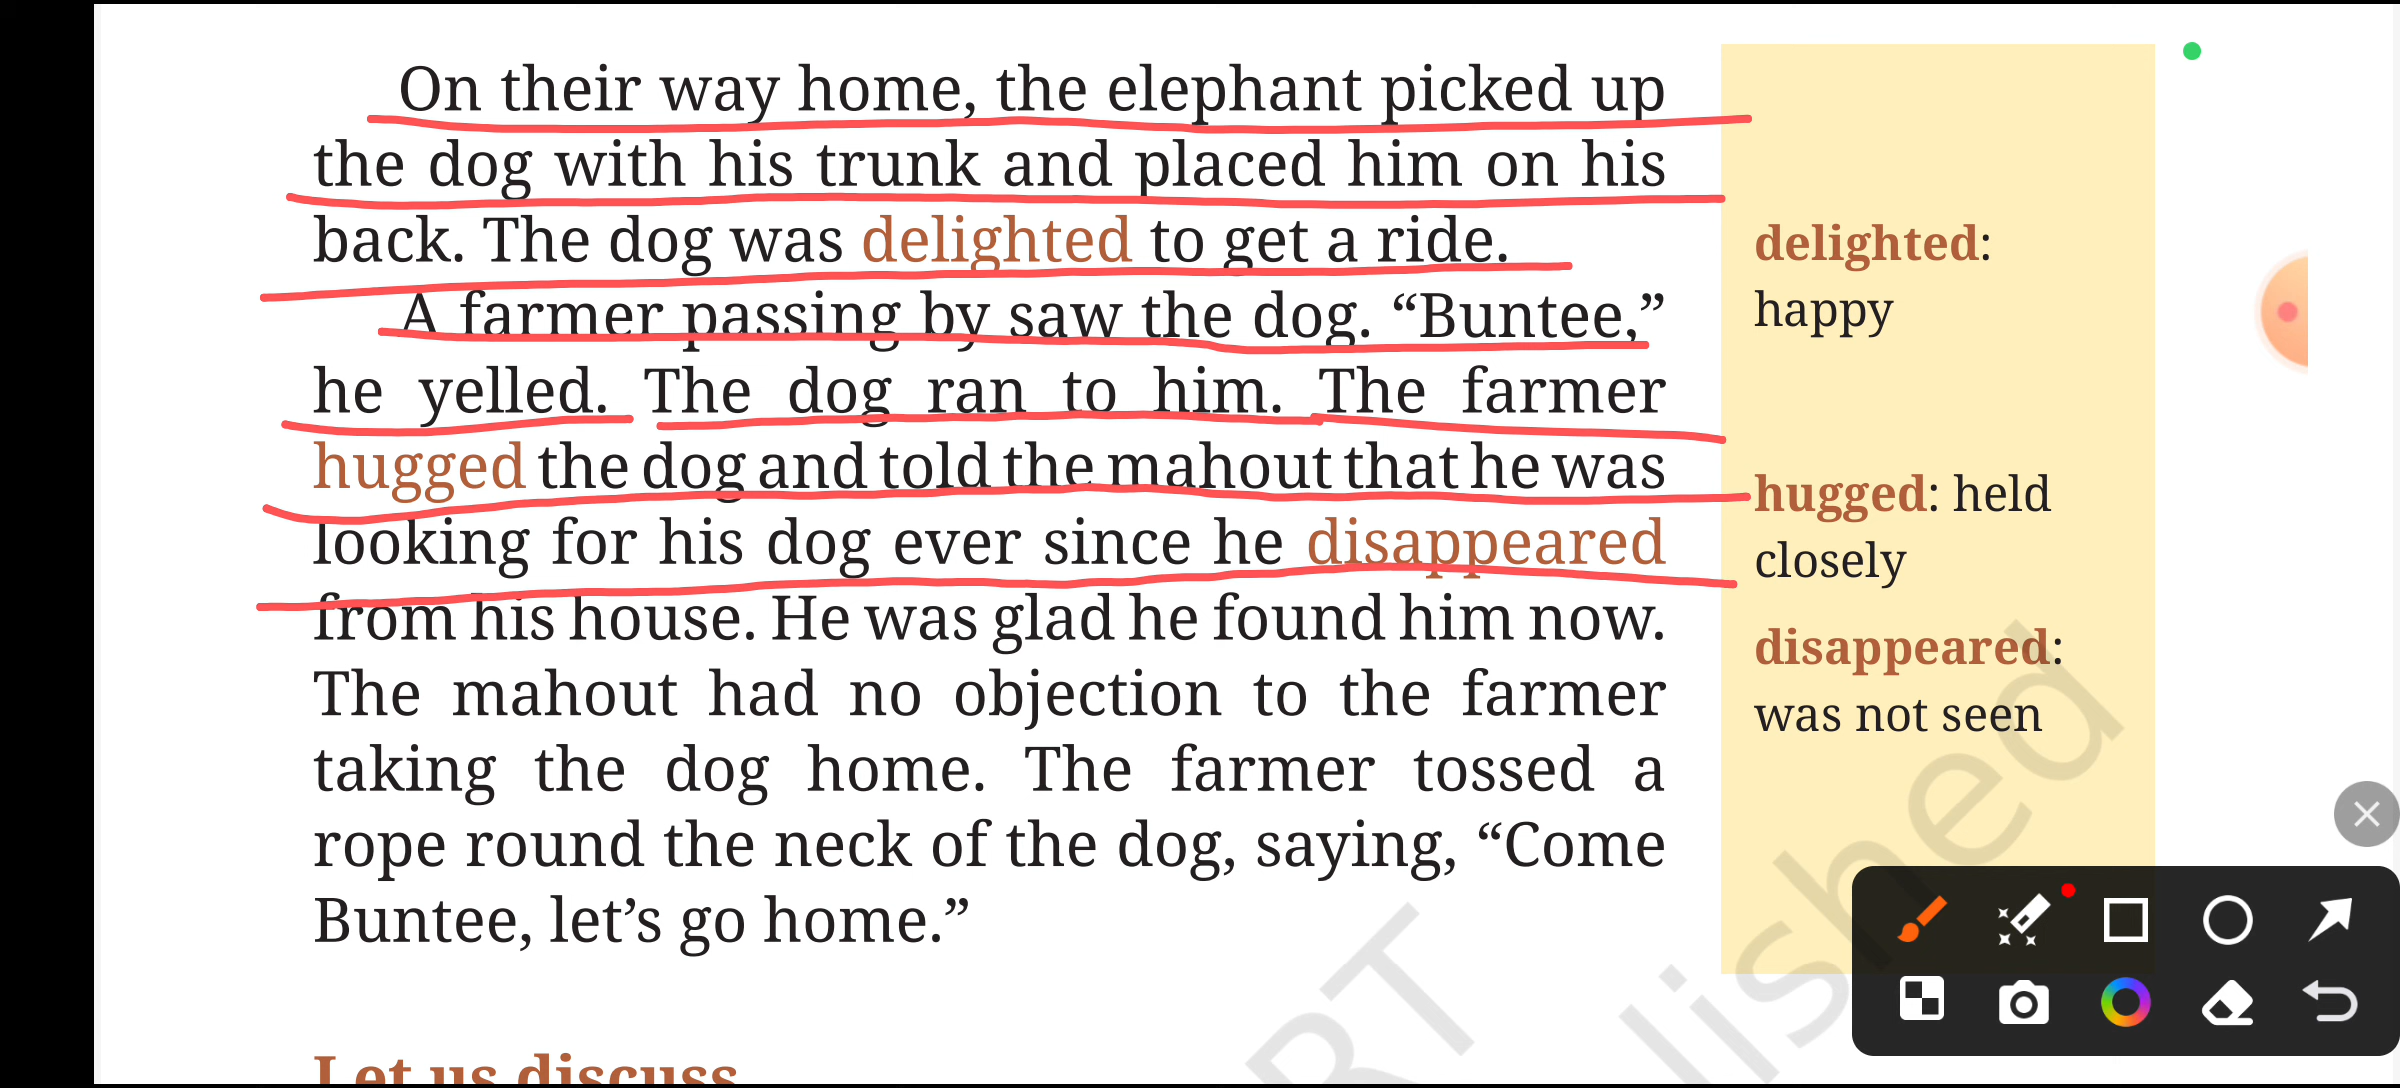 On their way home, the elephant picked up
the dog with his trunk and placed him on his
back. The dog was delighted to get a ride.
A farmer passing by saw the dog. “Buntee,”
he yelled. The dog ran to him. The farmer
hugged the dog and told the mahout that he was
looking for his dog ever since he disappeared
from his house. He was glad he found him now.
The mahout had no objection to the farmer
taking the dog home. The farmer tossed a
rope round the neck of the dog, saying, “Come
Buntee, let’s go home.”
Let us discuss
delighted:
happy
hugged: held
closely
disappeared:
was not seen